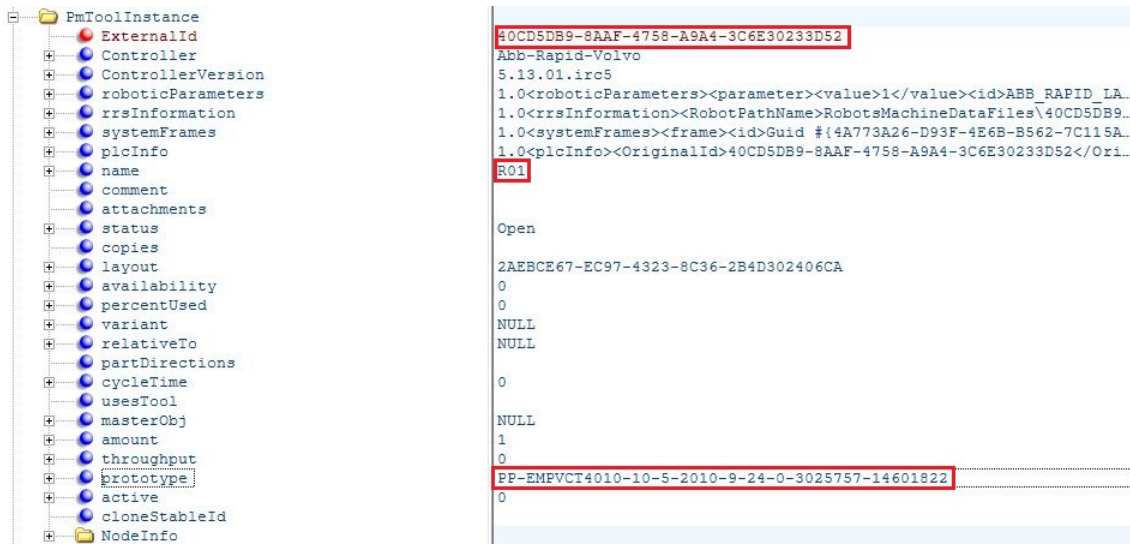 PmToolInstance
ExternalId 40CD5DB9-8AAF-4758-A9A4-3C6E30233D52
Controller Abb-Rapid-Volvo
ControllerVersion 5.13.01.irc5
roboticParameters 1.0<roboticParameters><parameter><value>1</value><id>ABB_RAPID_LA…
rrsInformation 1.0<rrsInformation><RobotPathName>RobotsMachineDataFiles\40CD5DB9…
systemFrames 1.0<systemFrames><frame><id>Guid #{4A773A26-D93F-4E6B-B562-7C115A…
plcInfo 1.0<plcInfo><OriginalId>40CD5DB9-8AAF-4758-A9A4-3C6E30233D52</Ori…
name R01
comment
attachments
status Open
copies
layout 2AEBCE67-EC97-4323-8C36-2B4D302406CA
availability 0
percentUsed 0
variant NULL
relativeTo NULL
partDirections
cycleTime 0
usesTool
masterObj NULL
amount 1
throughput 0
prototype PP-EMPVCT4010-10-5-2010-9-24-0-3025757-14601822
active 0
cloneStableId
NodeInfo